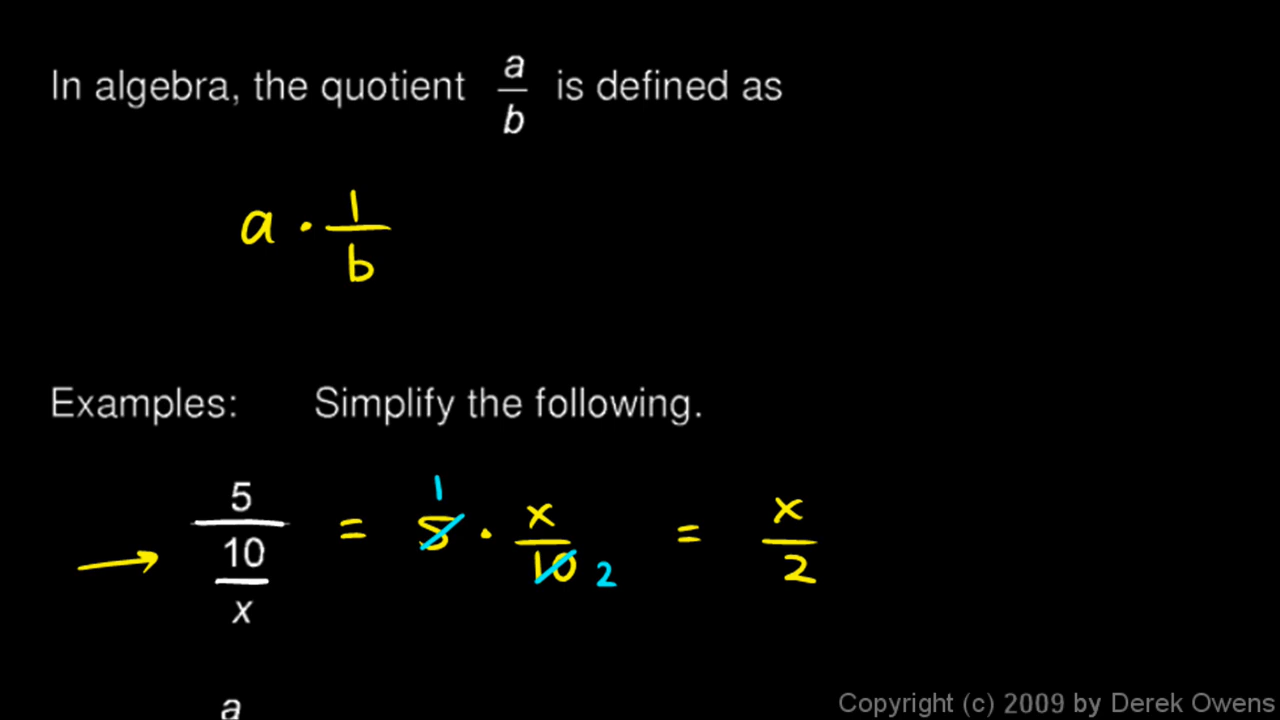 In algebra, the quotient a/b is defined as
a · 1/b
Examples: Simplify the following.
5/(10/x) = 1 5 · x/10 2 = x/2
a
Copyright (c) 2009 by Derek Owens